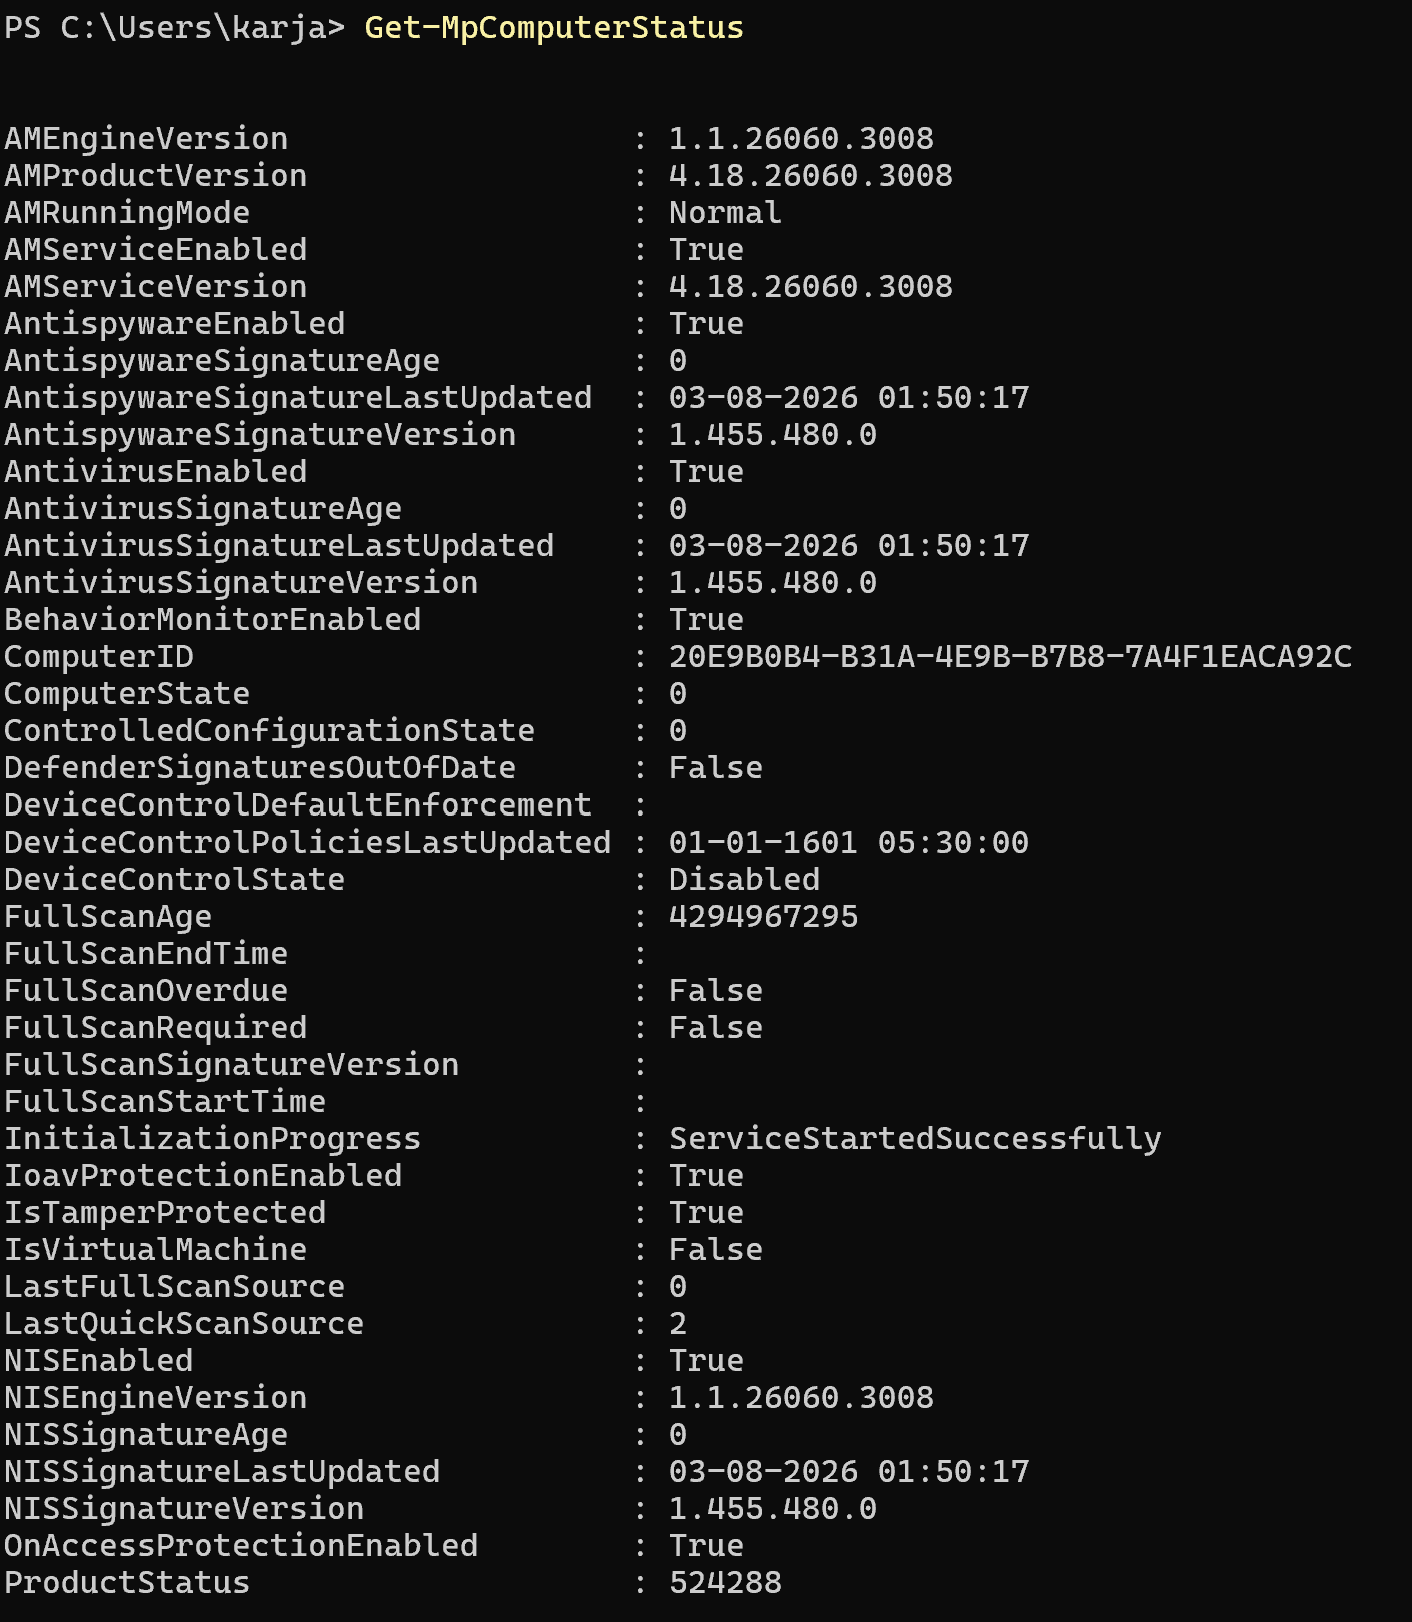 PS C:\Users\karja> Get-MpComputerStatus
AMEngineVersion : 1.1.26060.3008
AMProductVersion : 4.18.26060.3008
AMRunningMode : Normal
AMServiceEnabled : True
AMServiceVersion : 4.18.26060.3008
AntispywareEnabled : True
AntispywareSignatureAge : 0
AntispywareSignatureLastUpdated : 03-08-2026 01:50:17
AntispywareSignatureVersion : 1.455.480.0
AntivirusEnabled : True
AntivirusSignatureAge : 0
AntivirusSignatureLastUpdated : 03-08-2026 01:50:17
AntivirusSignatureVersion : 1.455.480.0
BehaviorMonitorEnabled : True
ComputerID : 20E9B0B4-B31A-4E9B-B7B8-7A4F1EACA92C
ComputerState : 0
ControlledConfigurationState : 0
DefenderSignaturesOutOfDate : False
DeviceControlDefaultEnforcement :
DeviceControlPoliciesLastUpdated : 01-01-1601 05:30:00
DeviceControlState : Disabled
FullScanAge : 4294967295
FullScanEndTime :
FullScanOverdue : False
FullScanRequired : False
FullScanSignatureVersion :
FullScanStartTime :
InitializationProgress : ServiceStartedSuccessfully
IoavProtectionEnabled : True
IsTamperProtected : True
IsVirtualMachine : False
LastFullScanSource : 0
LastQuickScanSource : 2
NISEnabled : True
NISEngineVersion : 1.1.26060.3008
NISSignatureAge : 0
NISSignatureLastUpdated : 03-08-2026 01:50:17
NISSignatureVersion : 1.455.480.0
OnAccessProtectionEnabled : True
ProductStatus : 524288